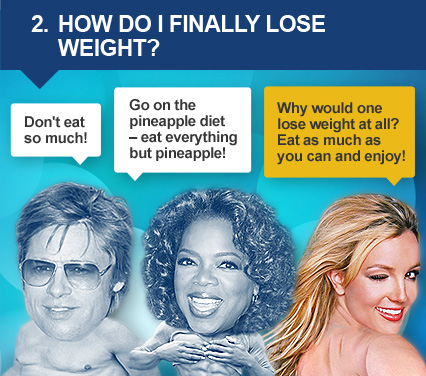 2. HOW DO I FINALLY LOSE
WEIGHT?
Don't eat
so much!
Go on the
pineapple diet
– eat everything
but pineapple!
Why would one
lose weight at all?
Eat as much as
you can and enjoy!